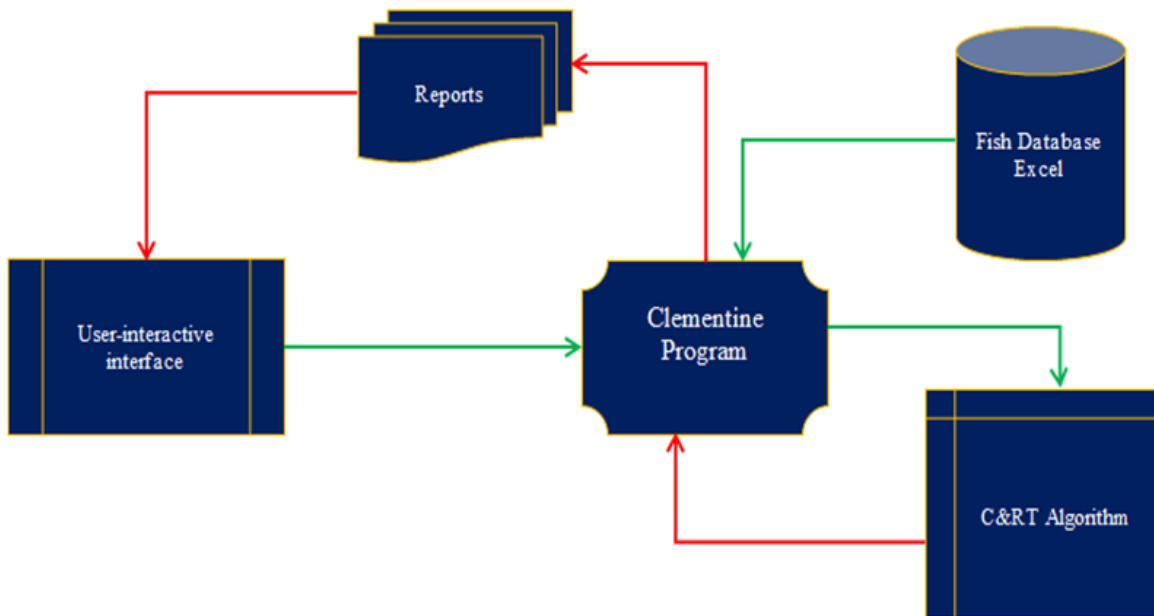 Reports
Fish Database
Excel
User-interactive
interface
Clementine
Program
C&RT Algorithm